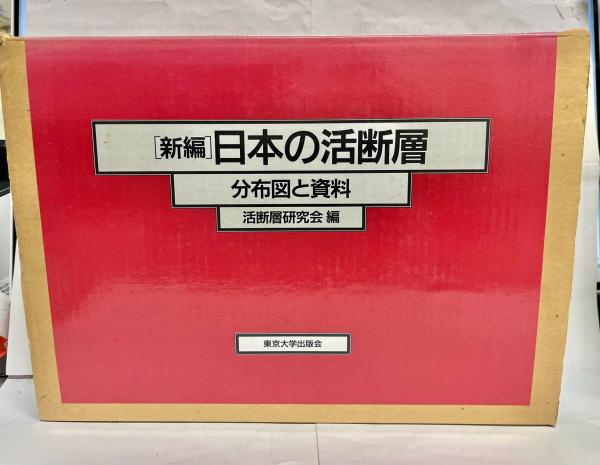 [新編]日本の活断層
分布図と資料
活断層研究会 編
東京大学出版会